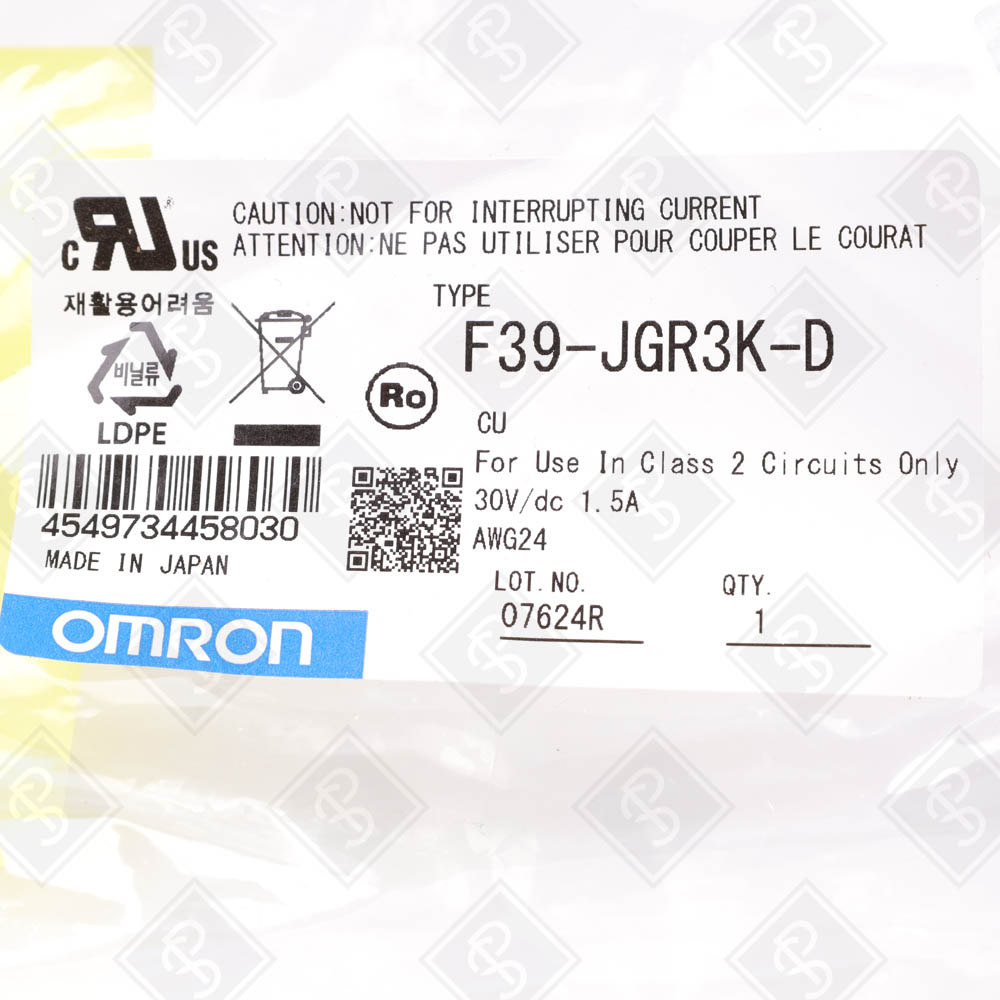 CAUTION:NOT FOR INTERRUPTING CURRENT
ATTENTION:NE PAS UTILISER POUR COUPER LE COURAT
c RU ® US
재활용어려움
비닐류
LDPE
TYPE
F39-JGR3K-D
Ro
CU
For Use In Class 2 Circuits Only
30V/dc 1.5A
AWG24
4549734458030
MADE IN JAPAN
LOT.NO.
07624R
QTY.
1
OMRON